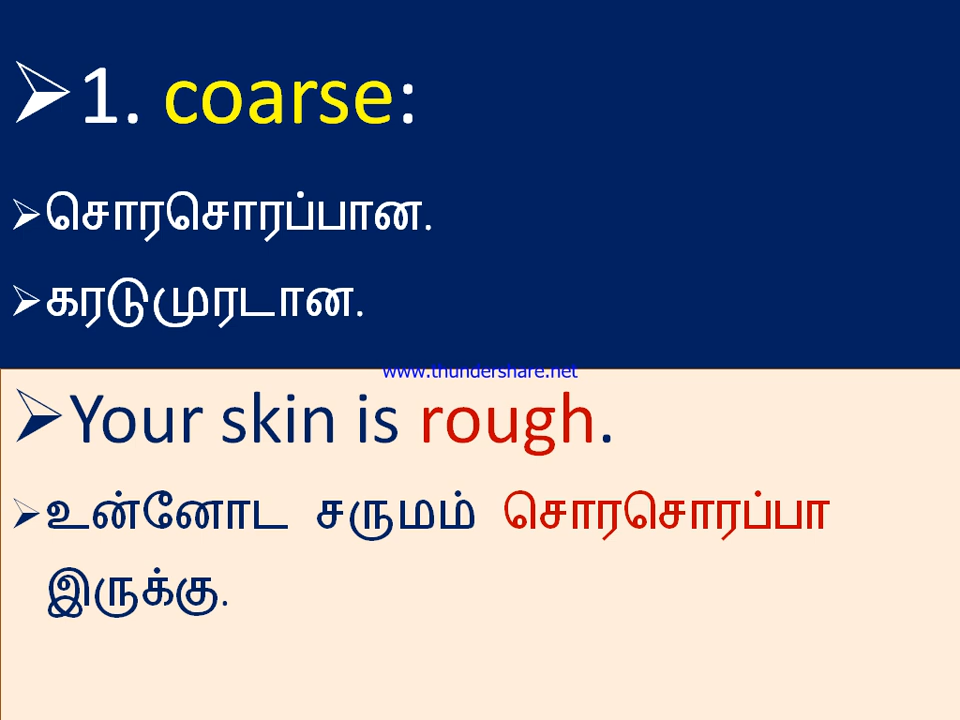 ➢1. coarse:
➢சொரசொரப்பான.
➢கரடுமுரடான.
www.thundershare.net
➢Your skin is rough.
➢உன்னோட சருமம் சொரசொரப்பா
இருக்கு.